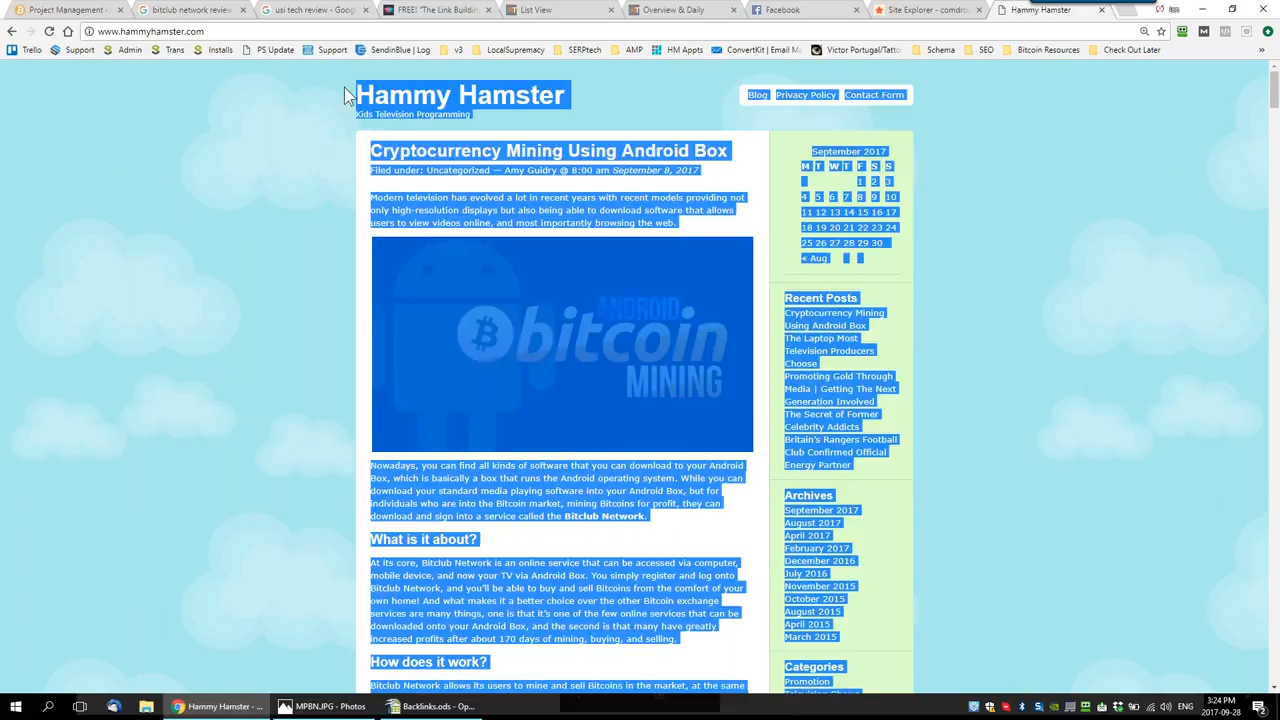 Project Management
bitclub network review
usi tech review - Goog
FREE! "The Link Building
List View
Overview & Daily
Facebook
Site Explorer - comdro
Hammy Hamster
www.hammyhamster.com
Trello
Facebook
Support
Amazon
Trans
Installs
PS Update
Support
SendinBlue | Log
v3
LocalSupremacy
SERPtech
AMP
HM Apps
ConvertKit | Email M
Victor Portugal/Tattoo
Schema
SEO
Bitcoin Resources
Check Out Later
Hammy Hamster
Kids Television Programming
Blog Privacy Policy Contact Form
Cryptocurrency Mining Using Android Box
Filed under: Uncategorized — Amy Guidry @ 8:00 am September 8, 2017
Modern television has evolved a lot in recent years with recent models providing not
only high-resolution displays but also being able to download software that allows
users to view videos online, and most importantly browsing the web.
ANDROID
bitcoin
MINING
Nowadays, you can find all kinds of software that you can download to your Android
Box, which is basically a box that runs the Android operating system. While you can
download your standard media playing software into your Android Box, but for
individuals who are into the Bitcoin market, mining Bitcoins for profit, they can
download and sign into a service called the Bitclub Network.
What is it about?
At its core, Bitclub Network is an online service that can be accessed via computer,
mobile device, and now your TV via Android Box. You simply register and log onto
Bitclub Network, and you'll be able to buy and sell Bitcoins from the comfort of your
own home! And what makes it a better choice over the other Bitcoin exchange
services are many things, one is that it's one of the few online services that can be
downloaded onto your Android Box, and the second is that many have greatly
increased profits after about 170 days of mining, buying, and selling.
How does it work?
Bitclub Network allows its users to mine and sell Bitcoins in the market, at the same
September 2017
M T W T F S S
1 2 3
4 5 6 7 8 9 10
11 12 13 14 15 16 17
18 19 20 21 22 23 24
25 26 27 28 29 30
« Aug
Recent Posts
Cryptocurrency Mining
Using Android Box
The Laptop Most
Television Producers
Choose
Promoting Gold Through
Media | Getting The Next
Generation Involved
The Secret of Former
Celebrity Addicts
Britain's Rangers Football
Club Confirmed Official
Energy Partner
Archives
September 2017
August 2017
April 2017
February 2017
December 2016
July 2016
November 2015
October 2015
August 2015
April 2015
March 2015
Categories
Promotion
Television Shows
Hammy Hamster - ...
MPBN.JPG - Photos
Backlinks.ods - Op...
ENG
3:24 PM
2017-09-28